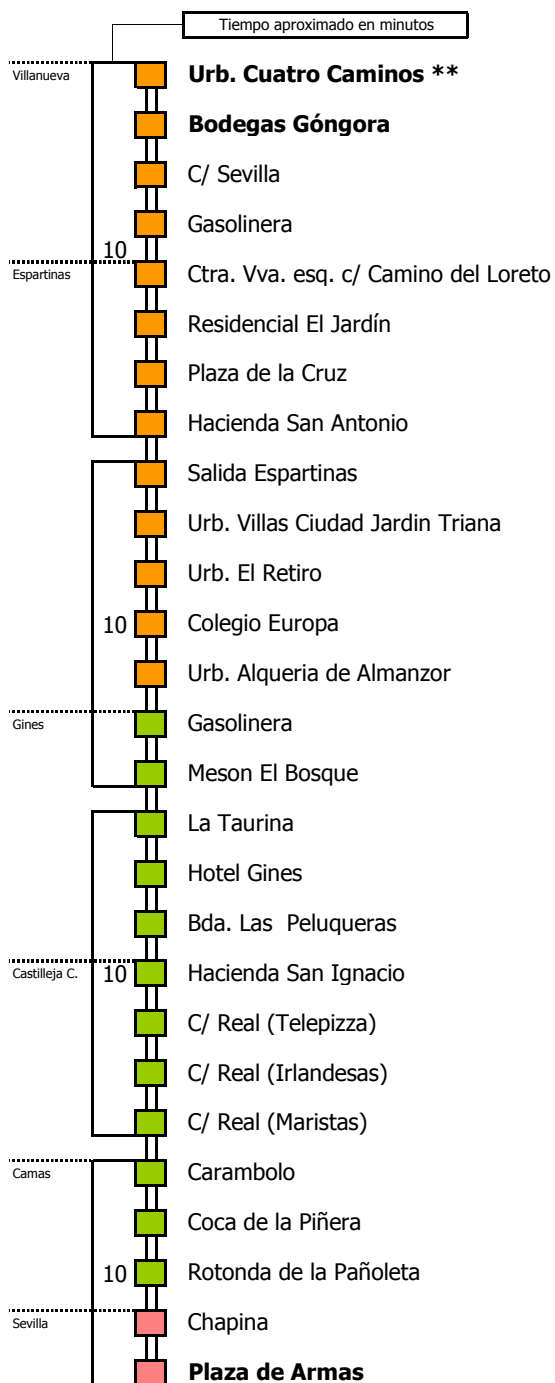 Tiempo aproximado en minutos
Villanueva
Urb. Cuatro Caminos **
Bodegas Góngora
C/ Sevilla
Gasolinera
10
Espartinas
Ctra. Vva. esq. c/ Camino del Loreto
Residencial El Jardín
Plaza de la Cruz
Hacienda San Antonio
Salida Espartinas
Urb. Villas Ciudad Jardin Triana
Urb. El Retiro
10
Colegio Europa
Urb. Alqueria de Almanzor
Gines
Gasolinera
Meson El Bosque
La Taurina
Hotel Gines
Bda. Las Peluqueras
Castilleja C.
10
Hacienda San Ignacio
C/ Real (Telepizza)
C/ Real (Irlandesas)
C/ Real (Maristas)
Camas
Carambolo
Coca de la Piñera
10
Rotonda de la Pañoleta
Sevilla
Chapina
Plaza de Armas